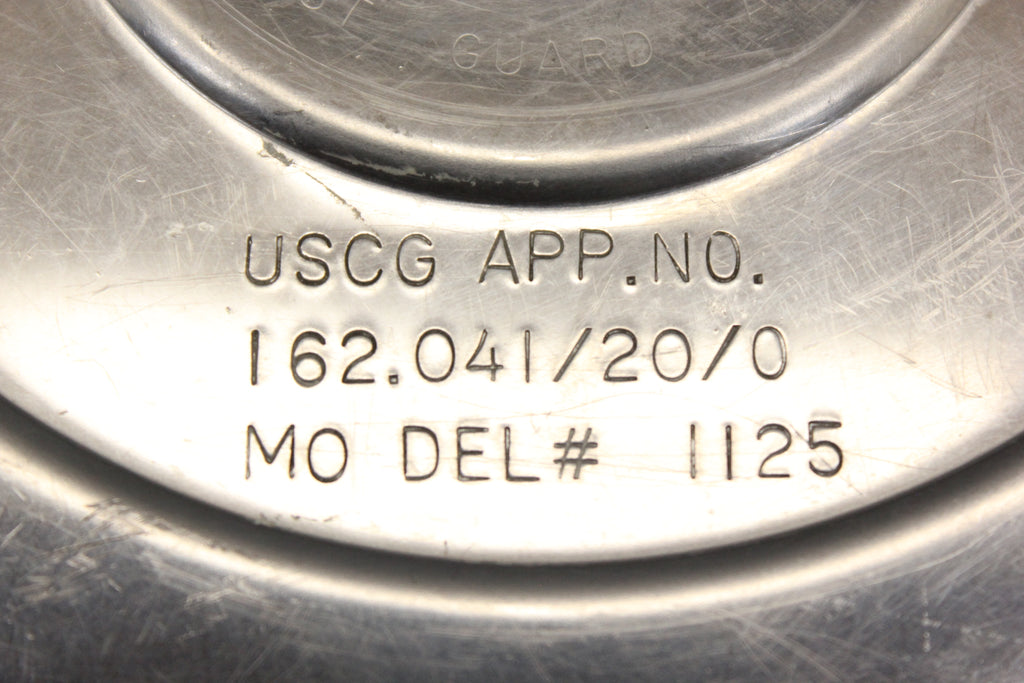 GUARD
USCG APP.NO.
162.041/20/0
MO DEL# 1125